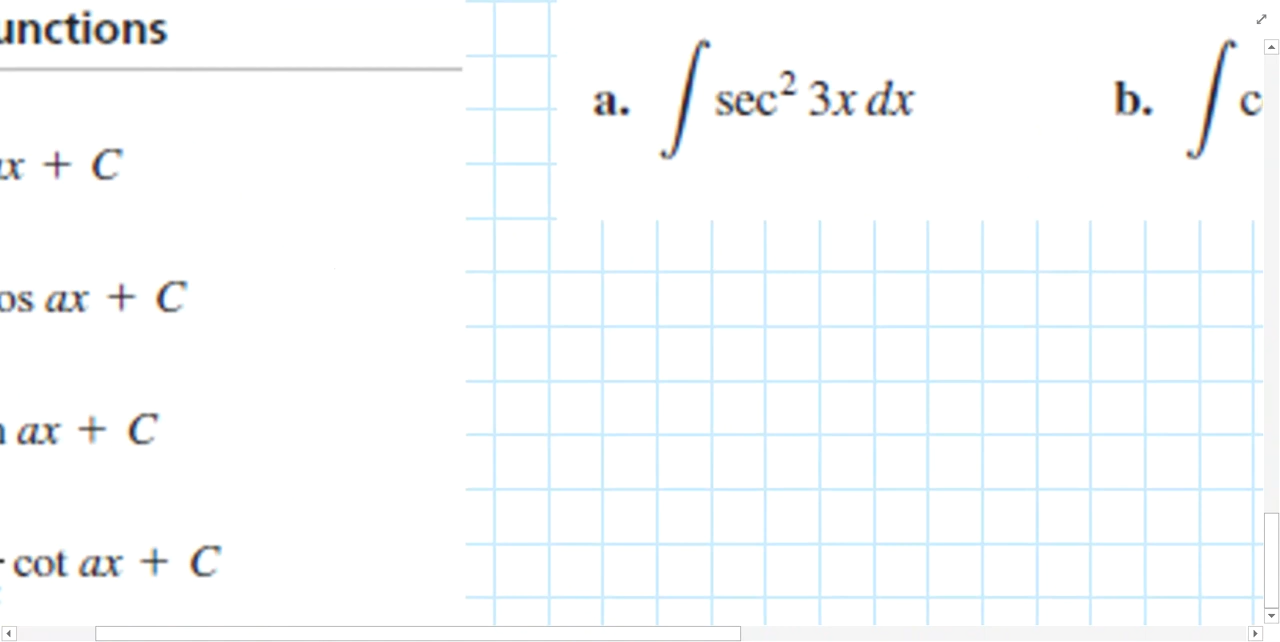 unctions
x + C
os ax + C
ax + C
cot ax + C
a. ∫ sec² 3x dx
b. ∫ c